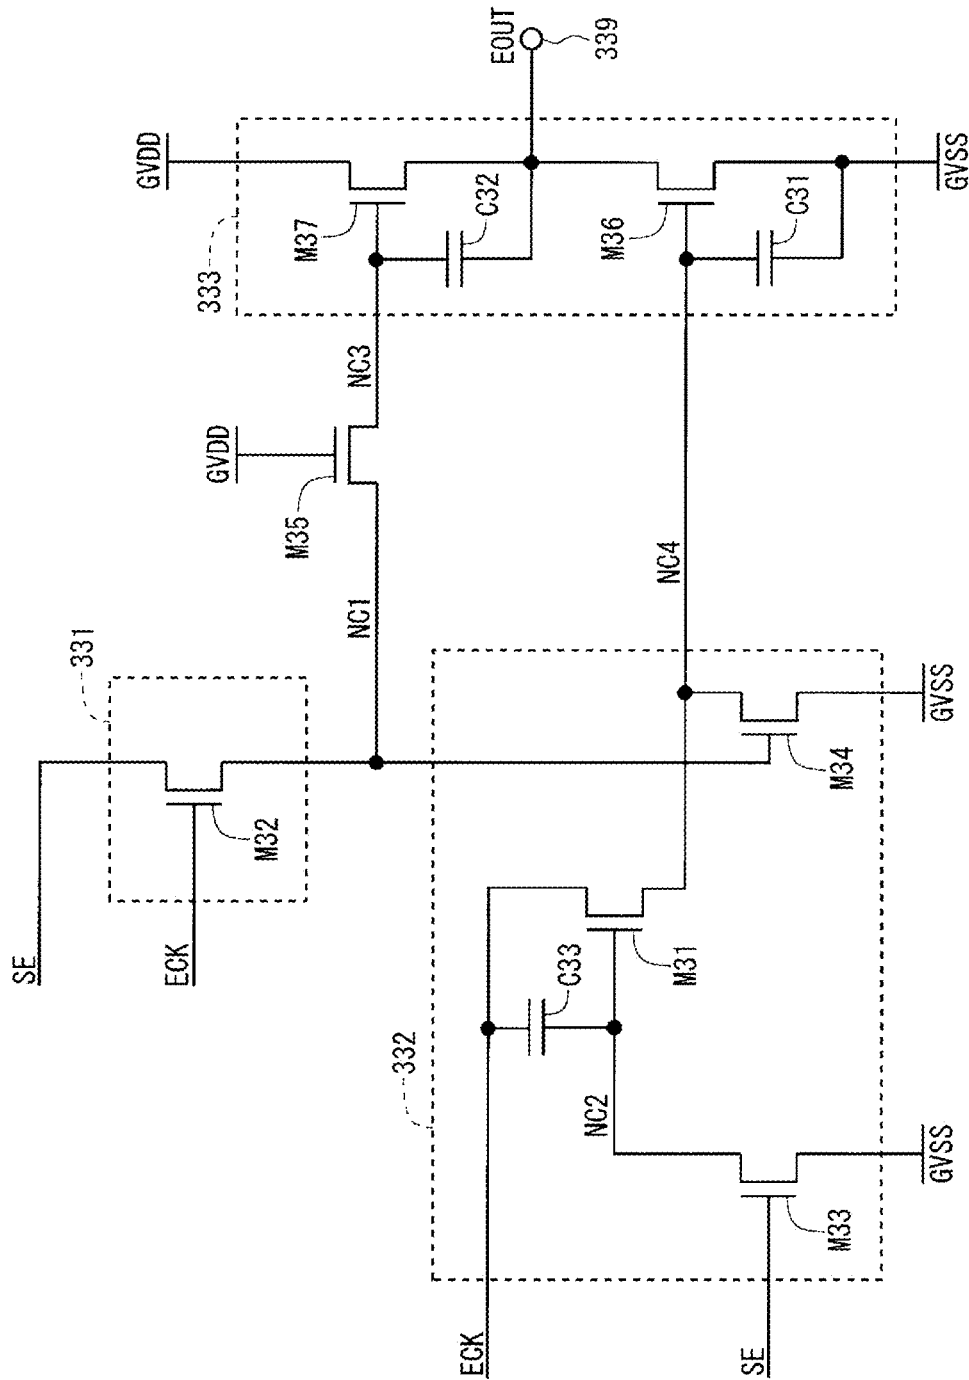 SE
ECK
M32
331
GVDD
M35
NC1
NC3
333
GVDD
M37
C32
EOUT
339
M36
C31
GVSS
NC4
332
ECK
C33
M31
NC2
SE
M33
GVSS
M34
GVSS